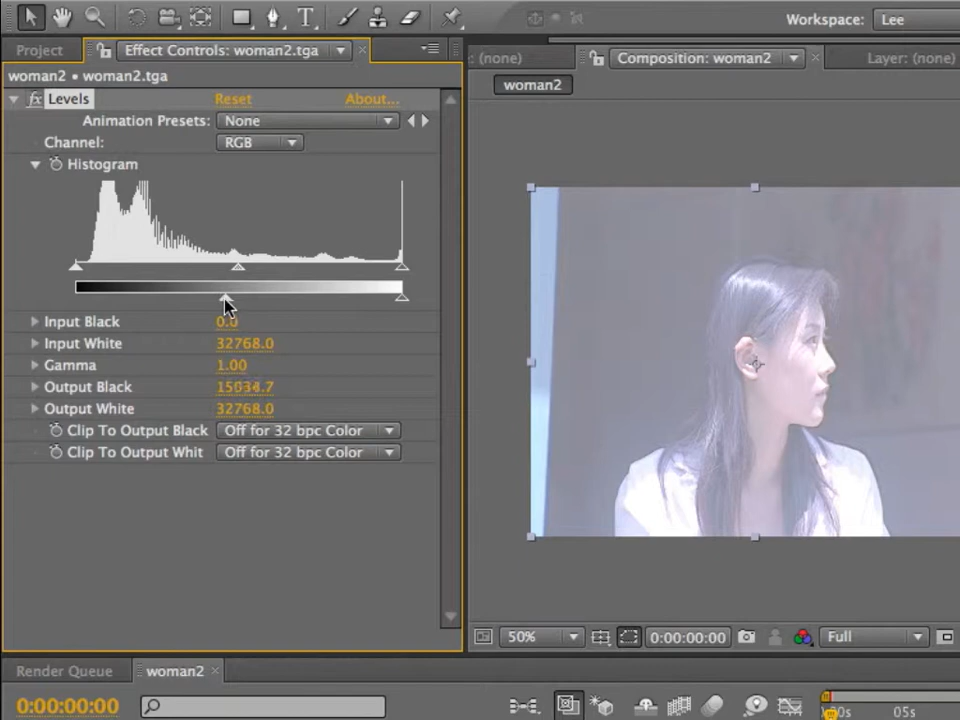 Workspace: Lee
Project Effect Controls: woman2.tga (none) Composition: woman2 Layer: (none)
woman2 • woman2.tga
woman2
fx Levels Reset About...
Animation Presets: None
Channel: RGB
Histogram
Input Black 0.0
Input White 32768.0
Gamma 1.00
Output Black
Output White 32768.0
Clip To Output Black Off for 32 bpc Color
Clip To Output Whit Off for 32 bpc Color
50% 0:00:00:00 Full
Render Queue woman2
0:00:00:00 05s